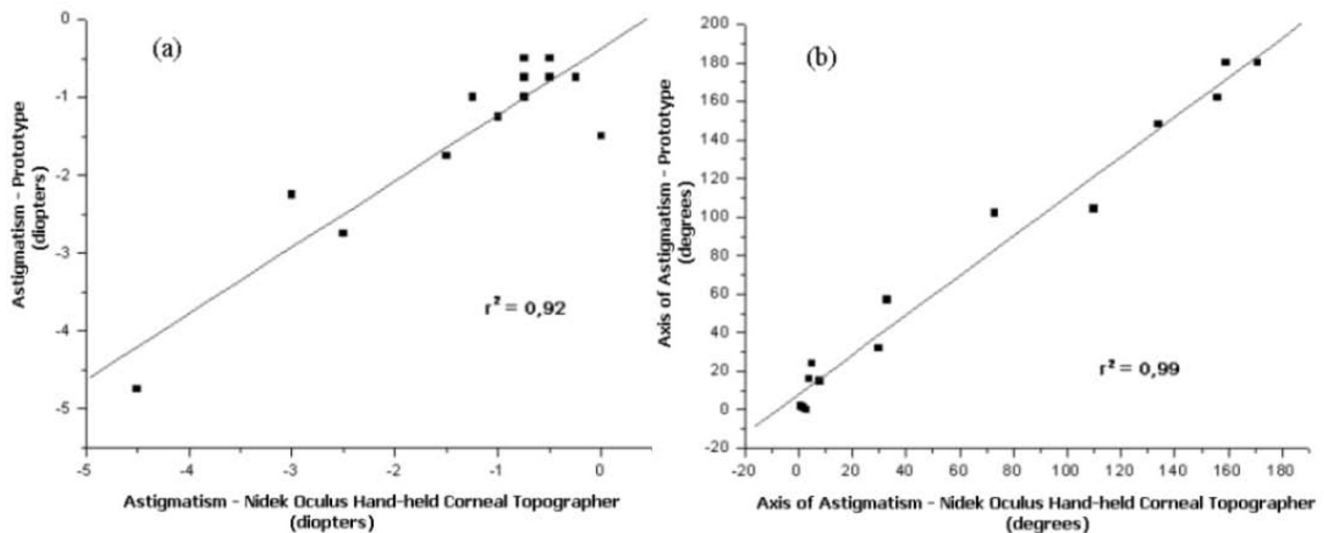 (a)
0
-1
-2
-3
-4
-5
Astigmatism - Prototype
(diopters)
r² = 0,92
-5
-4
-3
-2
-1
0
Astigmatism - Nidek Oculus Hand-held Corneal Topographer
(diopters)
(b)
200
180
160
140
120
100
80
60
40
20
0
-20
Axis of Astigmatism - Prototype
(degrees)
r² = 0,99
-20
0
20
40
60
80
100
120
140
160
180
Axis of Astigmatism - Nidek Oculus Hand-held Corneal Topographer
(degrees)